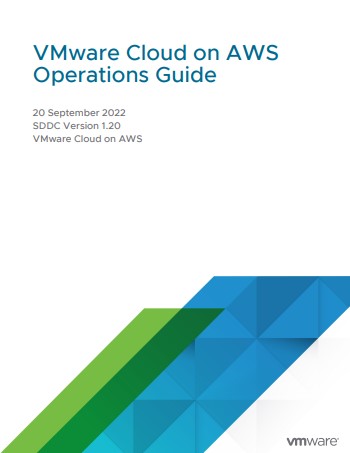 VMware Cloud on AWS
Operations Guide
20 September 2022
SDDC Version 1.20
VMware Cloud on AWS
vmware®